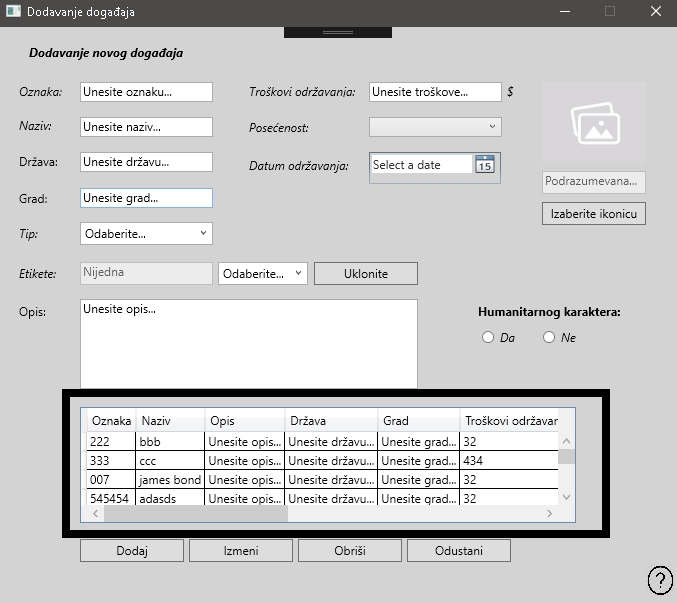 Dodavanje događaja
Dodavanje novog događaja
Oznaka: Unesite oznaku... Troškovi održavanja: Unesite troškove... $
Naziv: Unesite naziv... Posećenost:
Država: Unesite državu... Datum održavanja: Select a date 15
Podrazumevana...
Grad: Unesite grad...
Izaberite ikonicu
Tip: Odaberite...
Etikete: Nijedna Odaberite... Uklonite
Opis: Unesite opis... Humanitarnog karaktera:
Da Ne
Oznaka Naziv Opis Država Grad Troškovi održavar
222 bbb Unesite opis... Unesite državu... Unesite grad... 32
333 ccc Unesite opis... Unesite državu... Unesite grad... 434
007 james bond Unesite opis... Unesite državu... Unesite grad... 32
545454 adasds Unesite opis... Unesite državu... Unesite grad... 32
Dodaj Izmeni Obriši Odustani
?